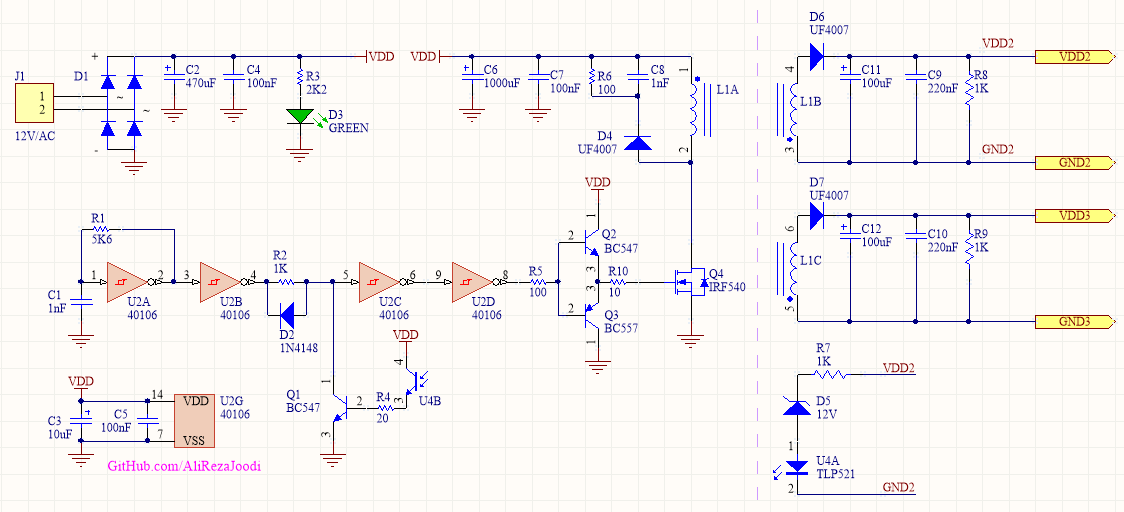 J1
1
2
12V/AC
D1
+
~
~
-
+
C2
470uF
C4
100nF
R3
2K2
D3
GREEN
VDD
VDD
+
C6
1000uF
C7
100nF
R6
100
C8
1nF
D4
UF4007
1
2
L1A
D6
UF4007
4
3
L1B
+
C11
100uF
C9
220nF
R8
1K
VDD2
VDD2
GND2
GND2
D7
UF4007
6
5
L1C
+
C12
100uF
C10
220nF
R9
1K
VDD3
GND3
R1
5K6
C1
1nF
1
2
U2A
40106
3
4
U2B
40106
R2
1K
D2
1N4148
5
6
U2C
40106
9
8
U2D
40106
R5
100
VDD
1
2
3
Q2
BC547
3
2
1
Q3
BC557
R10
10
Q4
IRF540
Q1
BC547
1
2
3
R4
20
VDD
4
3
U4B
VDD
+
C3
10uF
C5
100nF
14
7
VDD
VSS
U2G
40106
GitHub.com/AliRezaJoodi
R7
1K
VDD2
D5
12V
1
2
U4A
TLP521
GND2